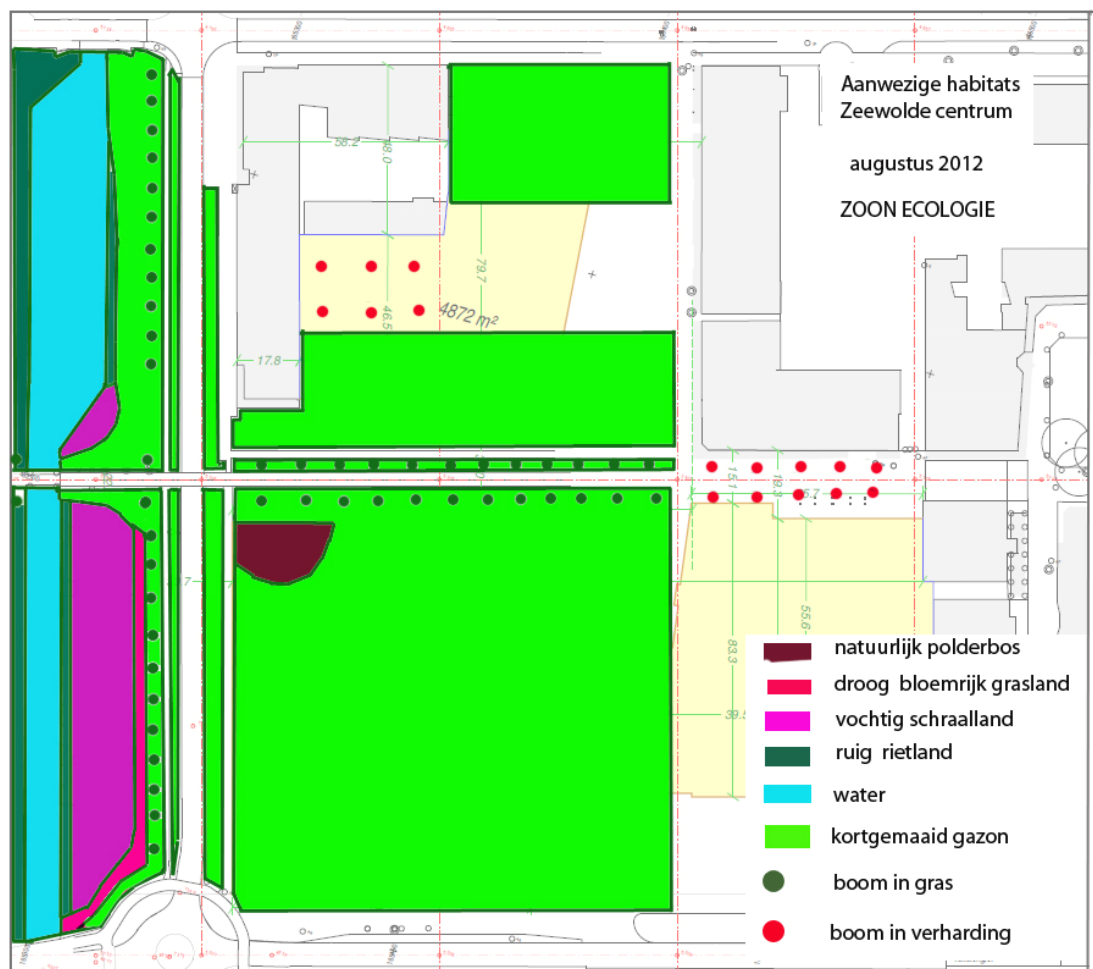 Aanwezige habitats
Zeewolde centrum
augustus 2012
ZOON ECOLOGIE
58.2
48.0
79.7
46.5
4872 m²
17.8
15.1
19.3
55.6
83.3
39.5
natuurlijk polderbos
droog bloemrijk grasland
vochtig schraalland
ruig rietland
water
kortgemaaid gazon
boom in gras
boom in verharding